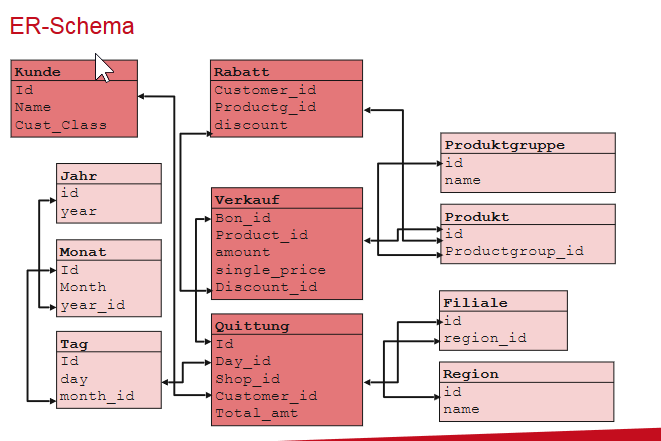 ER-Schema
Kunde
Id
Name
Cust_Class
Rabatt
Customer_id
Productg_id
discount
Produktgruppe
id
name
Jahr
id
year
Verkauf
Bon_id
Product_id
amount
single_price
Discount_id
Produkt
id
Productgroup_id
Monat
Id
Month
year_id
Filiale
id
region_id
Quittung
Id
Day_id
Shop_id
Customer_id
Total_amt
Tag
Id
day
month_id
Region
id
name